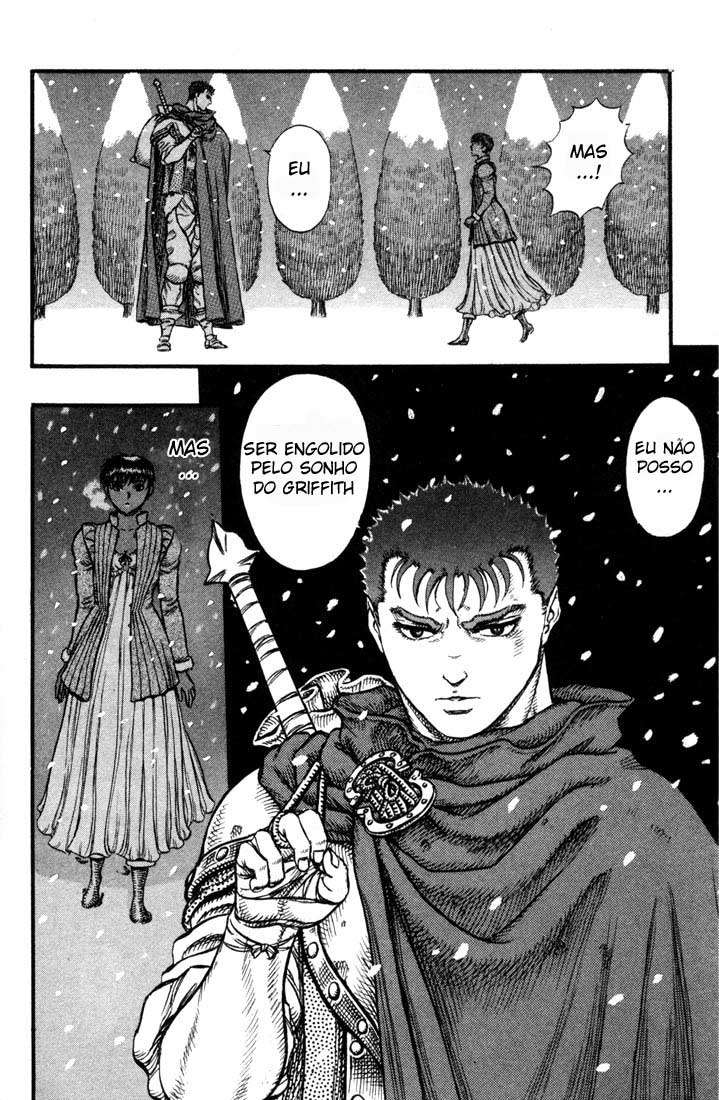 MAS
...!
EU
...
EU NÃO
POSSO
...
SER ENGOLIDO
PELO SONHO
DO GRIFFITH
MAS
...